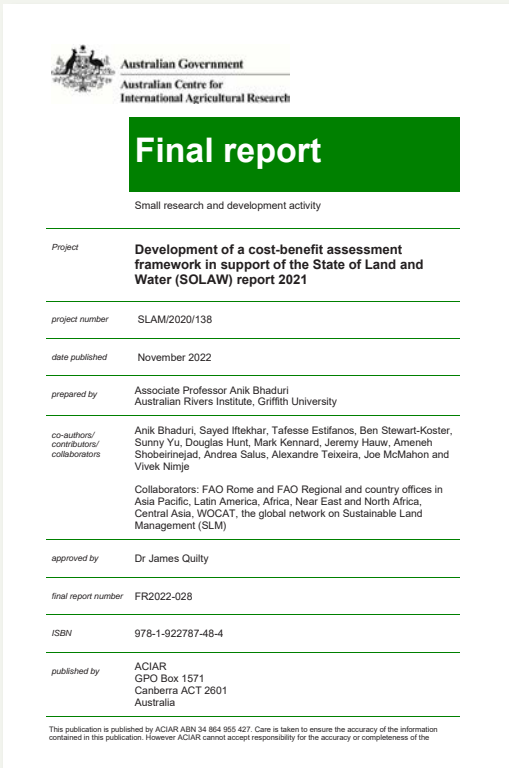 Australian Government
Australian Centre for
International Agricultural Research
Final report
Small research and development activity
Project
Development of a cost-benefit assessment
framework in support of the State of Land and
Water (SOLAW) report 2021
project number
SLAM/2020/138
date published
November 2022
prepared by
Associate Professor Anik Bhaduri
Australian Rivers Institute, Griffith University
co-authors/
contributors/
collaborators
Anik Bhaduri, Sayed Iftekhar, Tafesse Estifanos, Ben Stewart-Koster,
Sunny Yu, Douglas Hunt, Mark Kennard, Jeremy Hauw, Ameneh
Shobeirinejad, Andrea Salus, Alexandre Teixeira, Joe McMahon and
Vivek Nimje
Collaborators: FAO Rome and FAO Regional and country offices in
Asia Pacific, Latin America, Africa, Near East and North Africa,
Central Asia, WOCAT, the global network on Sustainable Land
Management (SLM)
approved by
Dr James Quilty
final report number
FR2022-028
ISBN
978-1-922787-48-4
published by
ACIAR
GPO Box 1571
Canberra ACT 2601
Australia
This publication is published by ACIAR ABN 34 864 955 427. Care is taken to ensure the accuracy of the information
contained in this publication. However ACIAR cannot accept responsibility for the accuracy or completeness of the